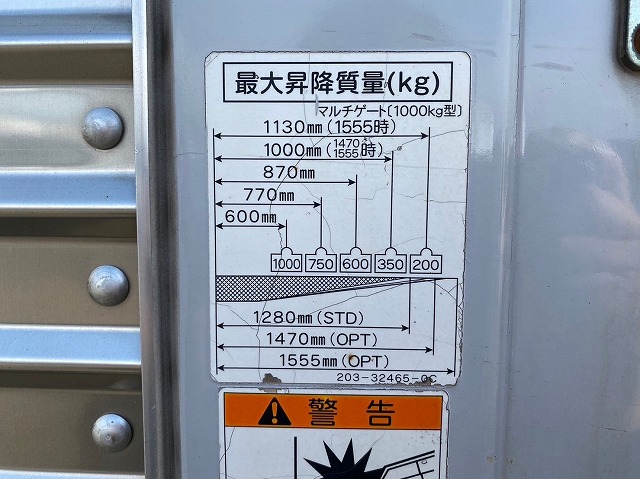 最大昇降質量(kg)
マルチゲート〔1000kg型〕
1130mm(1555時)
1000mm(1470、1555時)
870mm
770mm
600mm
1000 750 600 350 200
1280mm(STD)
1470mm(OPT)
1555mm(OPT)
203-32465-0C
警告